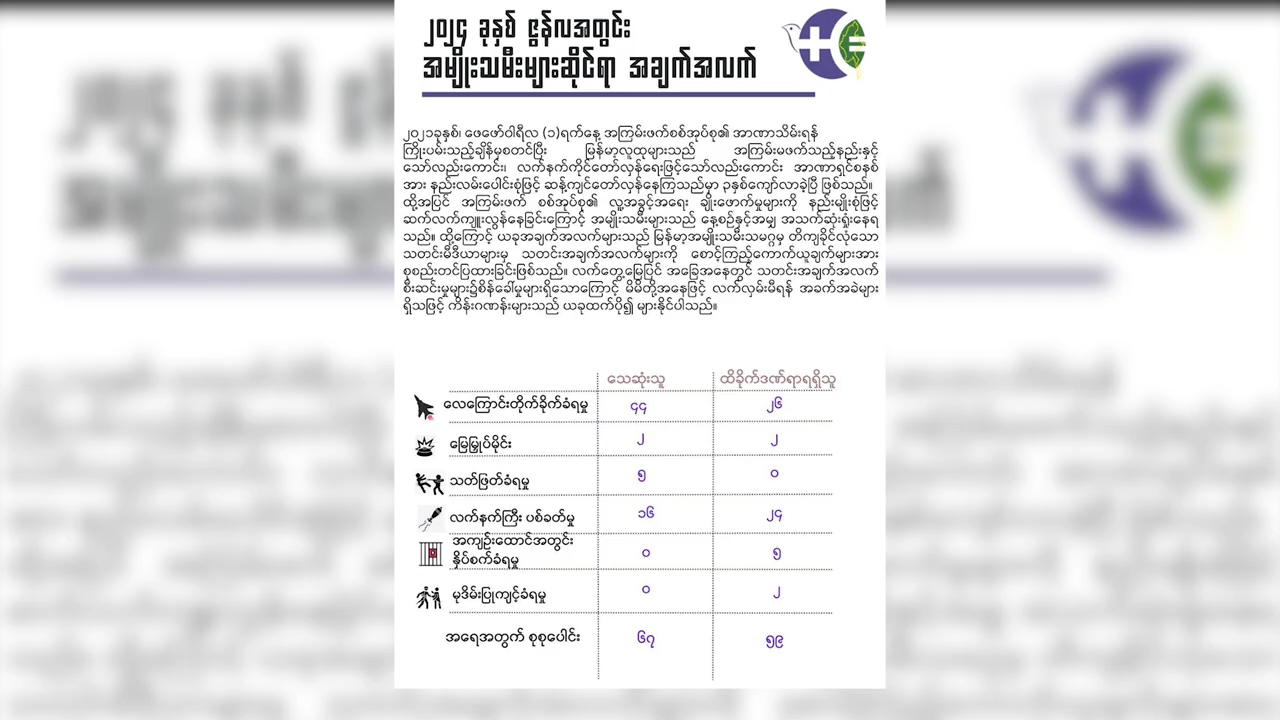 ၂၀၂၄ ခုနှစ် ဇွန်လအတွင်း
အမျိုးသမီးများဆိုင်ရာ အချက်အလက်
၂၀၂၁ခုနှစ်၊ ဖေဖော်ဝါရီလ (၁)ရက်နေ့ အကြမ်းဖက်စစ်အုပ်စု၏ အာဏာသိမ်းရန်
ကြိုးပမ်းသည့်ချိန်မှစတင်ပြီး မြန်မာ့လူထုများသည် အကြမ်းမဖက်သည့်နည်းနှင့်
သော်လည်းကောင်း၊ လက်နက်ကိုင်တော်လှန်ရေးဖြင့်သော်လည်းကောင်း အာဏာရှင်စနစ်
အား နည်းလမ်းပေါင်းစုံဖြင့် ဆန့်ကျင်တော်လှန်နေကြသည်မှာ ၃နှစ်ကျော်လာခဲ့ပြီ ဖြစ်သည်။
ထို့အပြင် အကြမ်းဖက် စစ်အုပ်စု၏ လူ့အခွင့်အရေး ချိုးဖောက်မှုများကို နည်းမျိုးစုံဖြင့်
ဆက်လက်ကျူးလွန်နေခြင်းကြောင့် အမျိုးသမီးများသည် နေ့စဉ်နှင့်အမျှ အသက်ဆုံးရှုံးနေရ
သည်။ ထို့ကြောင့် ယခုအချက်အလက်များသည် မြန်မာ့အမျိုးသမီးသမဂ္ဂမှ တိကျခိုင်လုံသော
သတင်းမီဒီယာများမှ သတင်းအချက်အလက်များကို စောင့်ကြည့်ကောက်ယူချက်များအား
စုစည်းတင်ပြထားခြင်းဖြစ်သည်။ လက်တွေ့မြေပြင် အခြေအနေတွင် သတင်းအချက်အလက်
စီးဆင်းမှုများ၌စိန်ခေါ်မှုများရှိသောကြောင့် မိမိတို့အနေဖြင့် လက်လှမ်းမီရန် အခက်အခဲများ
ရှိသဖြင့် ကိန်းဂဏန်းများသည် ယခုထက်ပို၍ များနိုင်ပါသည်။
သေဆုံးသူ ထိခိုက်ဒဏ်ရာရရှိသူ
လေကြောင်းတိုက်ခိုက်ခံရမှု ၄၄ ၂၆
မြေမြှုပ်မိုင်း ၂ ၂
သတ်ဖြတ်ခံရမှု ၅ ၀
လက်နက်ကြီး ပစ်ခတ်မှု ၁၆ ၂၄
အကျဉ်းထောင်အတွင်း
နှိပ်စက်ခံရမှု ၀ ၅
မုဒိမ်းပြုကျင့်ခံရမှု ၀ ၂
အရေအတွက် စုစုပေါင်း ၆၇ ၅၉